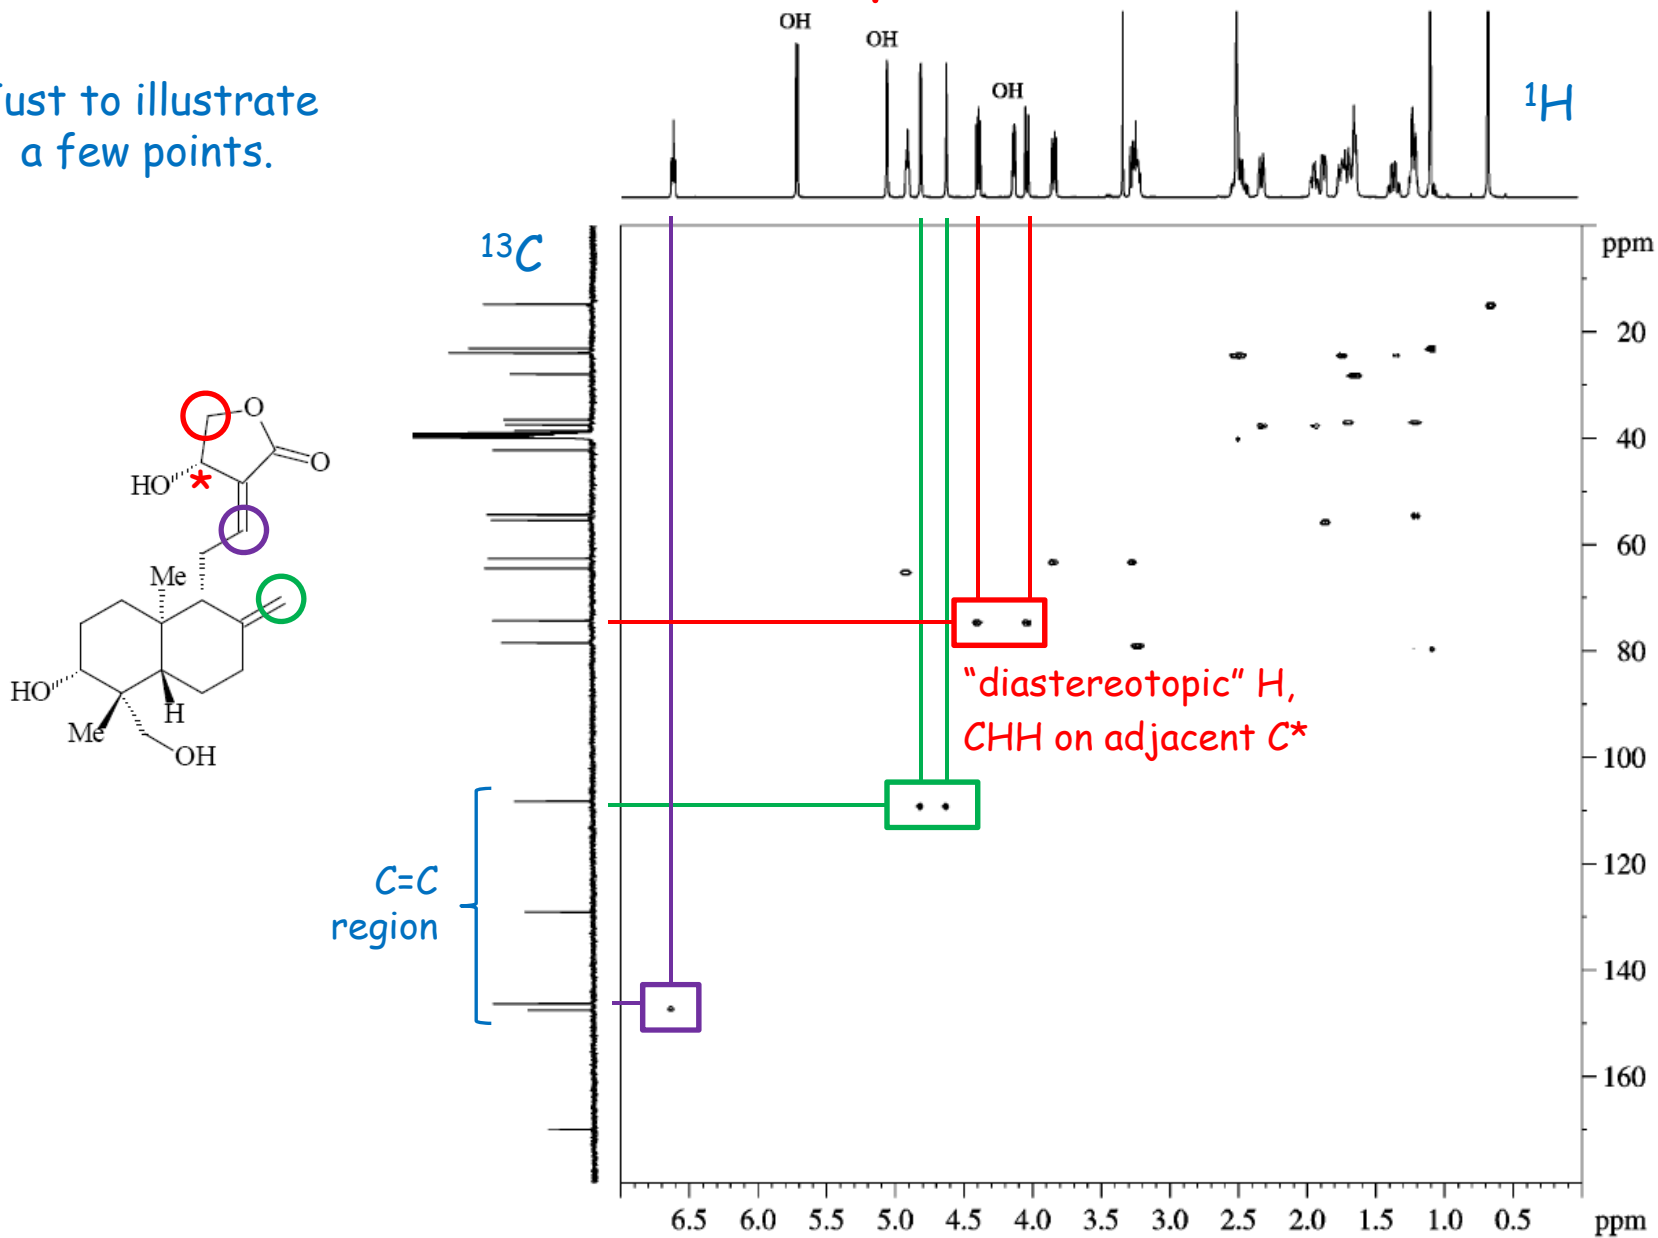 OH
OH
OH
¹H
ust to illustrate
a few points.
¹³C
ppm
20
40
60
80
100
120
140
160
O
O
HO
*
Me
HO
H
Me
OH
"diastereotopic" H,
CHH on adjacent C*
C=C
region
6.5 6.0 5.5 5.0 4.5 4.0 3.5 3.0 2.5 2.0 1.5 1.0 0.5 ppm